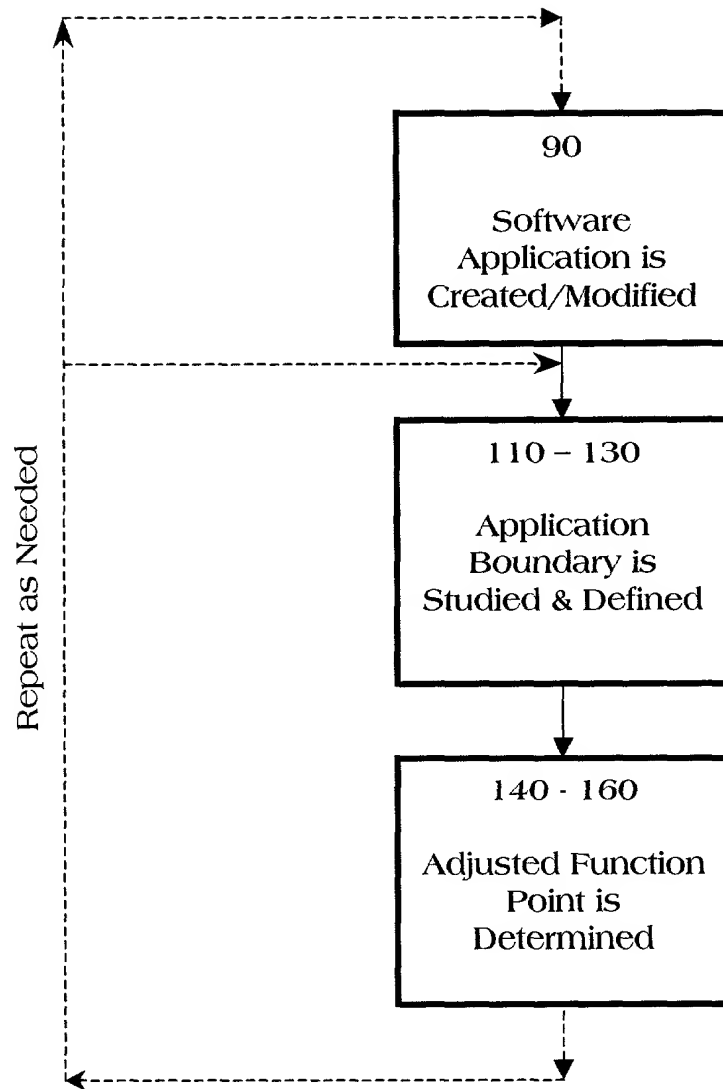 90
Software
Application is
Created/Modified
110 – 130
Application
Boundary is
Studied & Defined
140 - 160
Adjusted Function
Point is
Determined
Repeat as Needed